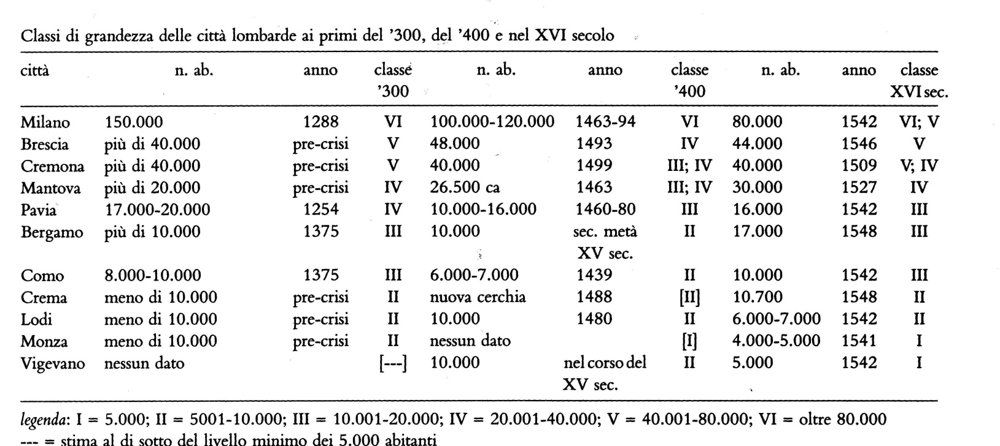 Classi di grandezza delle città lombarde ai primi del '300, del '400 e nel XVI secolo
città n. ab. anno classe n. ab. anno classe n. ab. anno classe
'300 '400 XVI sec.
Milano 150.000 1288 VI 100.000-120.000 1463-94 VI 80.000 1542 VI; V
Brescia più di 40.000 pre-crisi V 48.000 1493 IV 44.000 1546 V
Cremona più di 40.000 pre-crisi V 40.000 1499 III; IV 40.000 1509 V; IV
Mantova più di 20.000 pre-crisi IV 26.500 ca 1463 III; IV 30.000 1527 IV
Pavia 17.000-20.000 1254 IV 10.000-16.000 1460-80 III 16.000 1542 III
Bergamo più di 10.000 1375 III 10.000 sec. metà II 17.000 1548 III
XV sec.
Como 8.000-10.000 1375 III 6.000-7.000 1439 II 10.000 1542 III
Crema meno di 10.000 pre-crisi II nuova cerchia 1488 [II] 10.700 1548 II
Lodi meno di 10.000 pre-crisi II 10.000 1480 II 6.000-7.000 1542 II
Monza meno di 10.000 pre-crisi II nessun dato [I] 4.000-5.000 1541 I
Vigevano nessun dato [---] 10.000 nel corso del II 5.000 1542 I
XV sec.
legenda: I = 5.000; II = 5001-10.000; III = 10.001-20.000; IV = 20.001-40.000; V = 40.001-80.000; VI = oltre 80.000
--- = stima al di sotto del livello minimo dei 5.000 abitanti